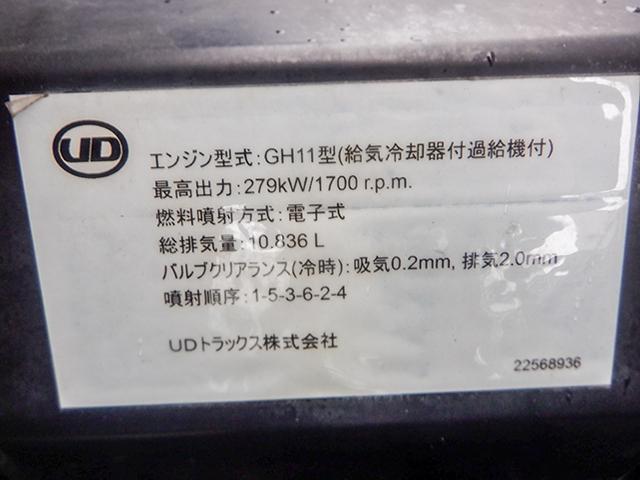 UD
エンジン型式:GH11型(給気冷却器付過給機付)
最高出力:279kW/1700 r.p.m.
燃料噴射方式:電子式
総排気量:10.836 L
バルブクリアランス(冷時):吸気0.2mm, 排気2.0mm
噴射順序:1-5-3-6-2-4
UDトラックス株式会社
22568936